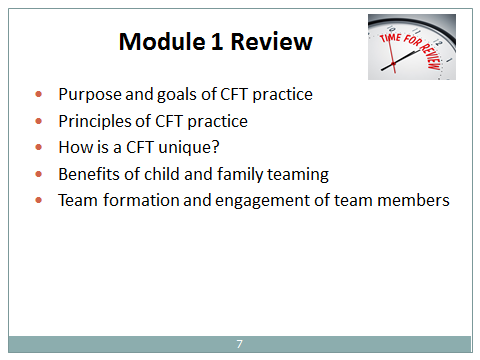 Module 1 Review
TIME FOR REVIEW
• Purpose and goals of CFT practice
• Principles of CFT practice
• How is a CFT unique?
• Benefits of child and family teaming
• Team formation and engagement of team members
7